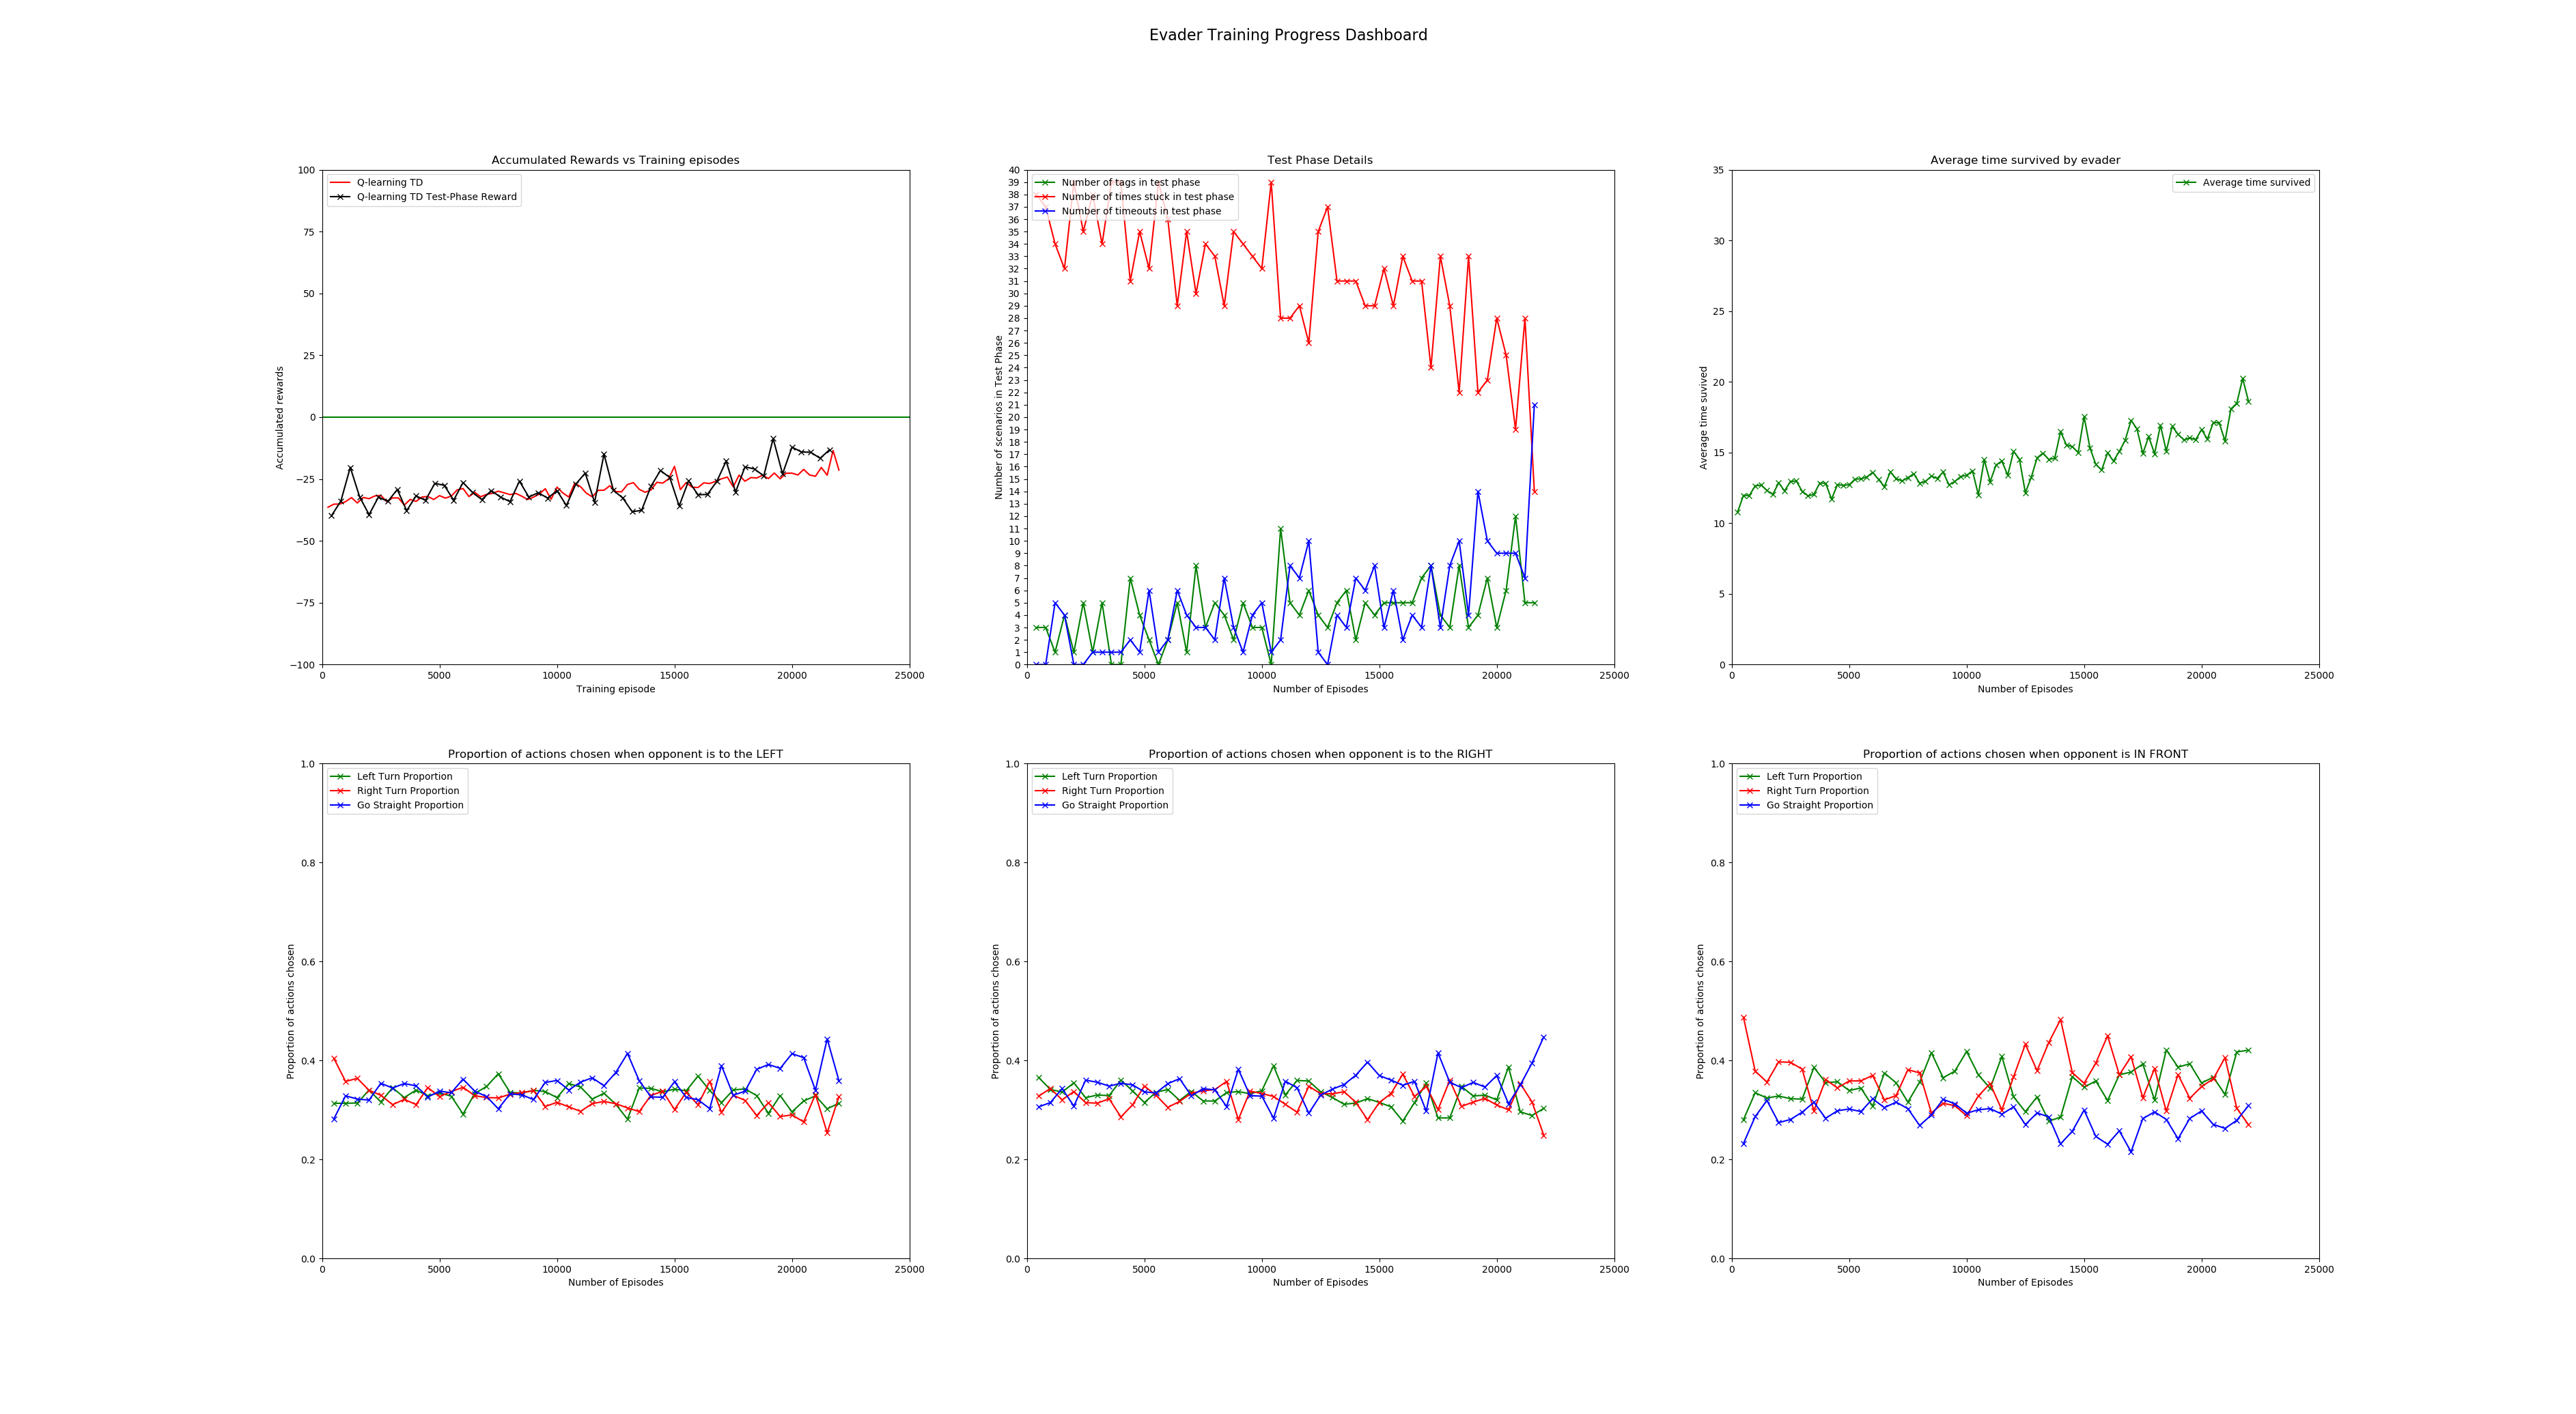 Evader Training Progress Dashboard
Accumulated Rewards vs Training episodes
Q-learning TD
Q-learning TD Test-Phase Reward
Accumulated rewards
100
75
50
25
0
−25
−50
−75
−100
0 5000 10000 15000 20000 25000
Training episode
Test Phase Details
Number of tags in test phase
Number of times stuck in test phase
Number of timeouts in test phase
Number of scenarios in Test Phase
40
39
38
37
36
35
34
33
32
31
30
29
28
27
26
25
24
23
22
21
20
19
18
17
16
15
14
13
12
11
10
9
8
7
6
5
4
3
2
1
0
0 5000 10000 15000 20000 25000
Number of Episodes
Average time survived by evader
Average time survived
Average time suvived
35
30
25
20
15
10
5
0
0 5000 10000 15000 20000 25000
Number of Episodes
Proportion of actions chosen when opponent is to the LEFT
Left Turn Proportion
Right Turn Proportion
Go Straight Proportion
Proportion of actions chosen
1.0
0.8
0.6
0.4
0.2
0.0
0 5000 10000 15000 20000 25000
Number of Episodes
Proportion of actions chosen when opponent is to the RIGHT
Left Turn Proportion
Right Turn Proportion
Go Straight Proportion
Proportion of actions chosen
1.0
0.8
0.6
0.4
0.2
0.0
0 5000 10000 15000 20000 25000
Number of Episodes
Proportion of actions chosen when opponent is IN FRONT
Left Turn Proportion
Right Turn Proportion
Go Straight Proportion
Proportion of actions chosen
1.0
0.8
0.6
0.4
0.2
0.0
0 5000 10000 15000 20000 25000
Number of Episodes